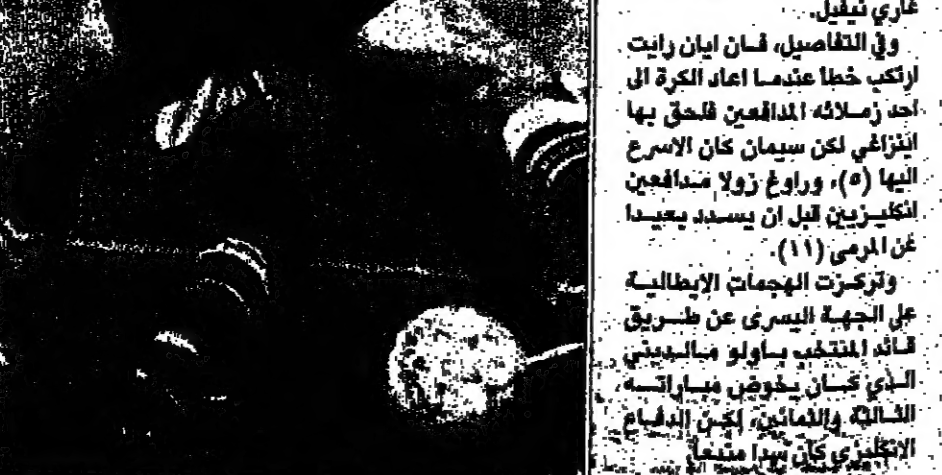 غاري نيفيل.
وفي التفاصيل، فان ايان رايت
ارتكب خطأ عندما اعاد الكرة الى
احد زملائه المدافعين فلحق بها
اينزاغي لكن سيمان كان الاسرع
اليها (٥)، وراوغ زولا مدافعين
انكليزيين قبل ان يسدد بعيدا
عن المرمى (١١).
وتركزت الهجمات الايطالية
على الجهة اليسرى عن طريق
قائد المنتخب باولو مالديني
الذي كان يخوض مباراته
الثالثة والثمانين، لكن الدفاع
الانكليزي كان سدا منيعا